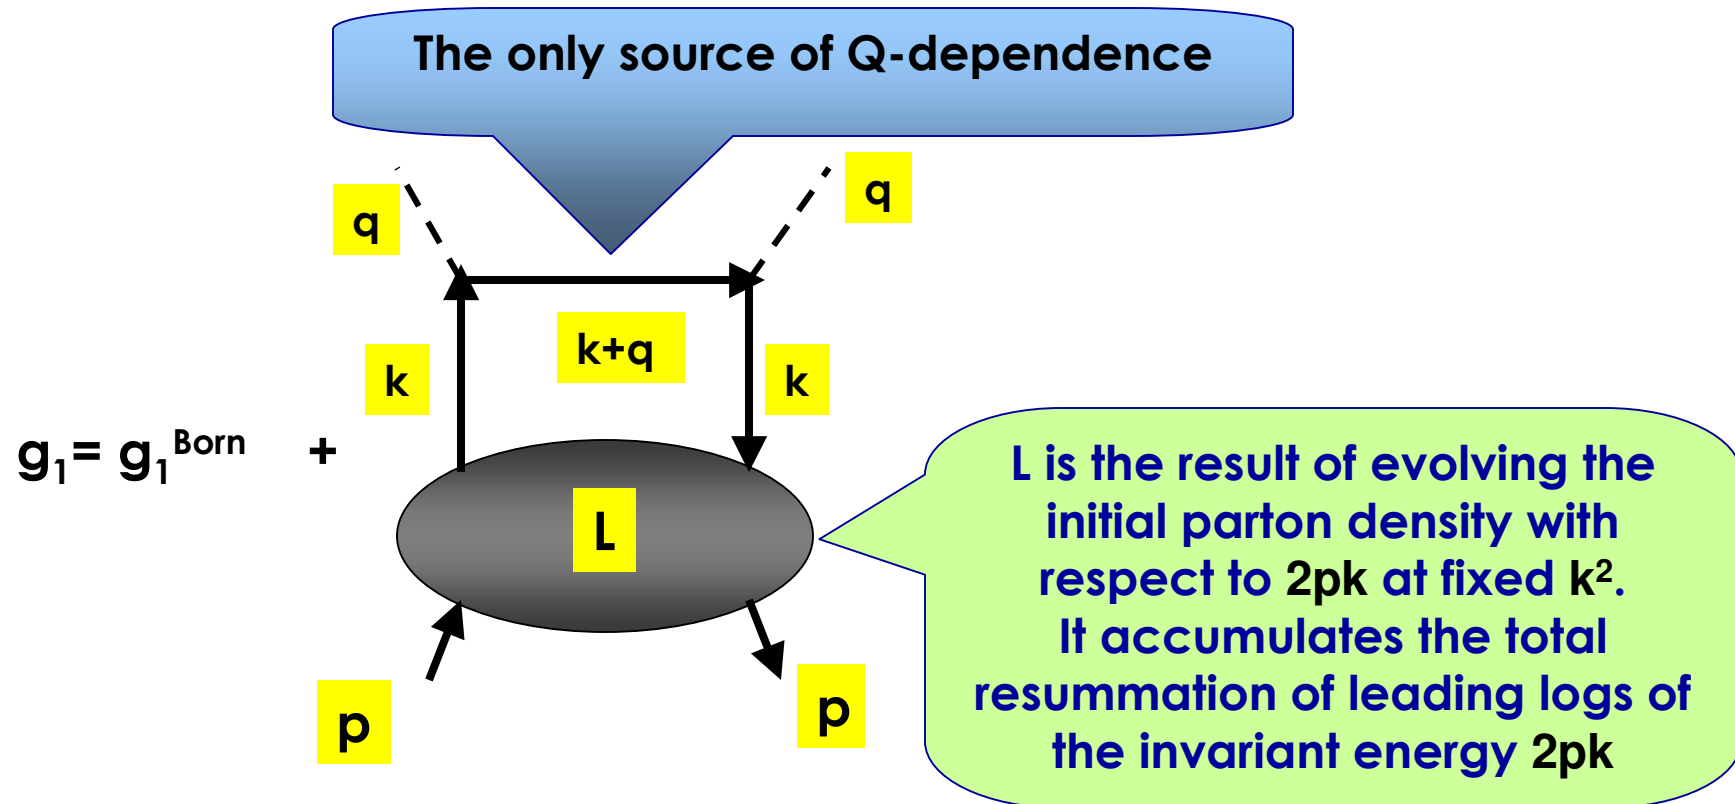 The only source of Q-dependence
q
q
k+q
k
k
g₁= g₁ᴮᵒʳⁿ +
L
L is the result of evolving the
initial parton density with
respect to 2pk at fixed k².
It accumulates the total
resummation of leading logs of
the invariant energy 2pk
p
p